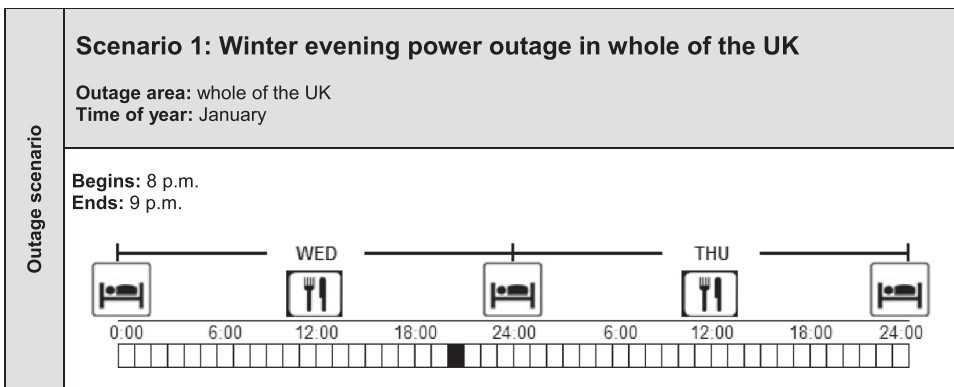 Outage scenario
Scenario 1: Winter evening power outage in whole of the UK
Outage area: whole of the UK
Time of year: January
Begins: 8 p.m.
Ends: 9 p.m.
WED THU
0:00 6:00 12:00 18:00 24:00 6:00 12:00 18:00 24:00